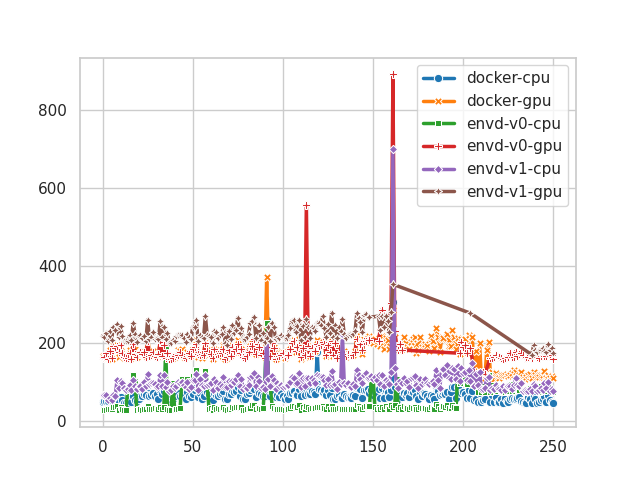 800
600
400
200
0
0 50 100 150 200 250
docker-cpu
docker-gpu
envd-v0-cpu
envd-v0-gpu
envd-v1-cpu
envd-v1-gpu